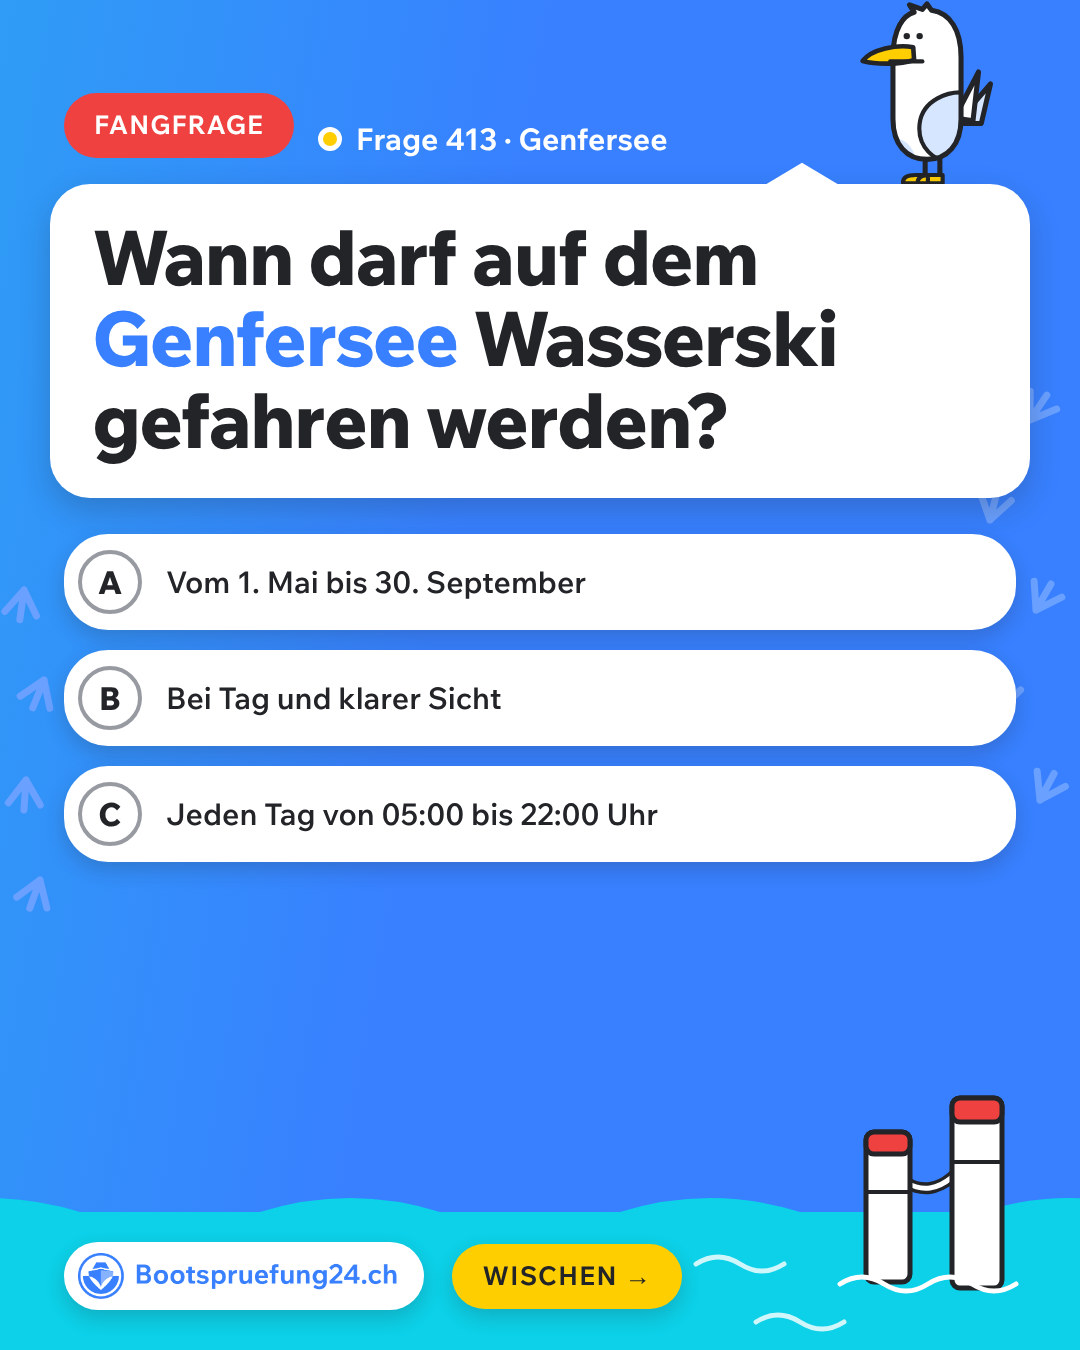 FANGFRAGE
Frage 413 · Genfersee
Wann darf auf dem
Genfersee Wasserski
gefahren werden?
A Vom 1. Mai bis 30. September
B Bei Tag und klarer Sicht
C Jeden Tag von 05:00 bis 22:00 Uhr
Bootspruefung24.ch
WISCHEN →